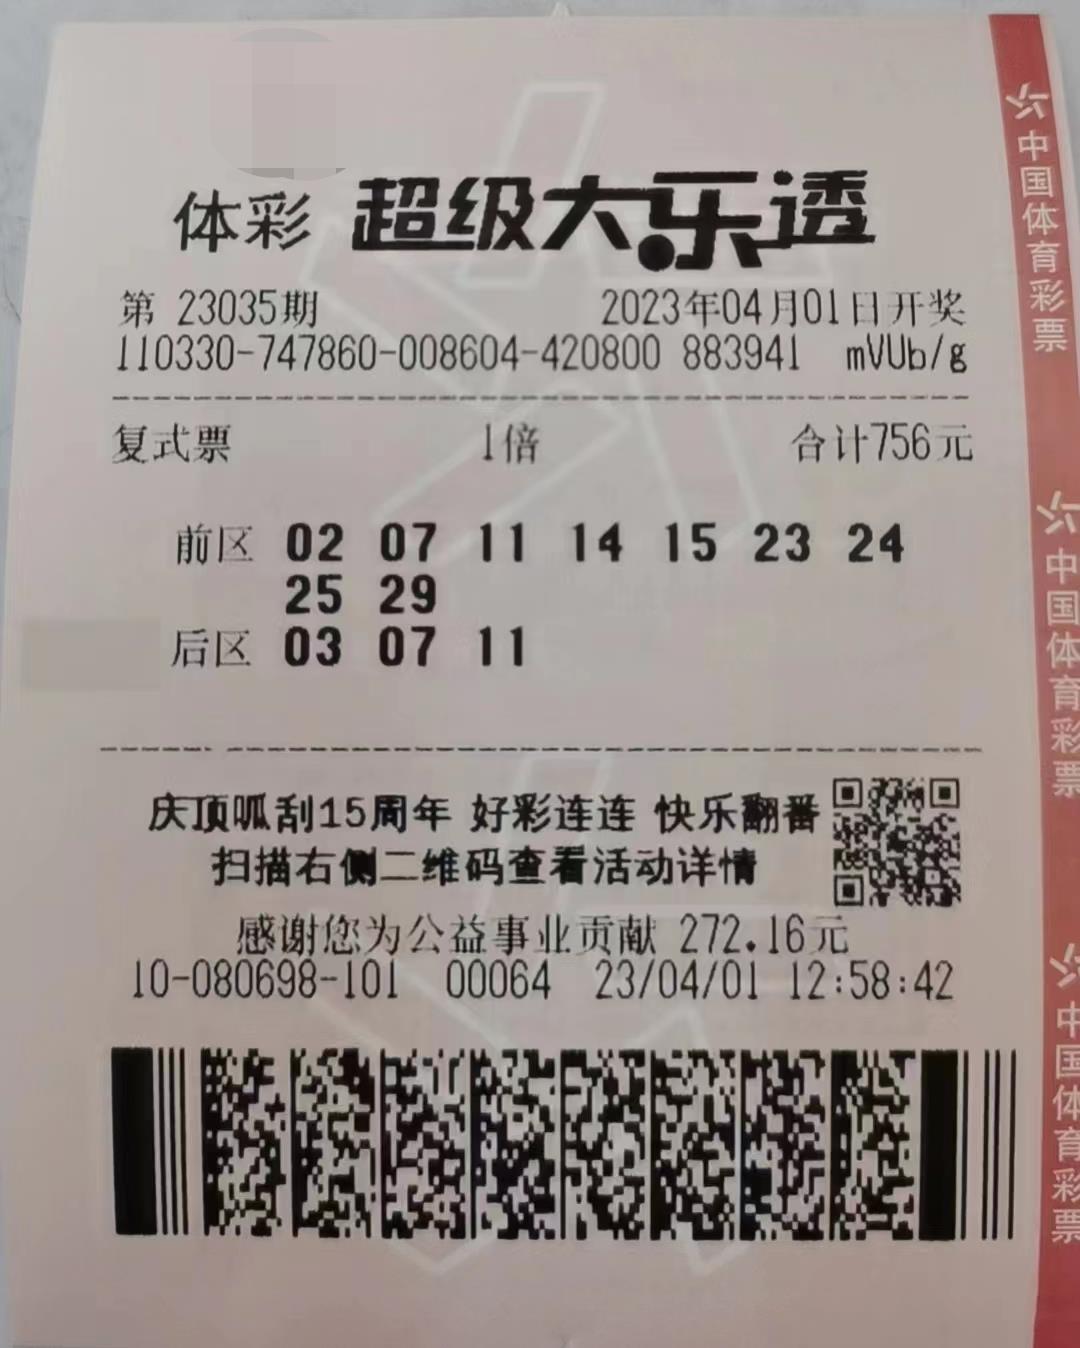 体彩 超级大乐透
第 23035期 2023年04月01日开奖
110330-747860-008604-420800 883941 mVUb/g
复式票 1倍 合计756元
前区 02 07 11 14 15 23 24
25 29
后区 03 07 11
庆顶呱刮15周年 好彩连连 快乐翻番
扫描右侧二维码查看活动详情
感谢您为公益事业贡献 272.16元
10-080698-101 00064 23/04/01 12:58:42
中国体育彩票
中国体育彩票
中国体育彩票